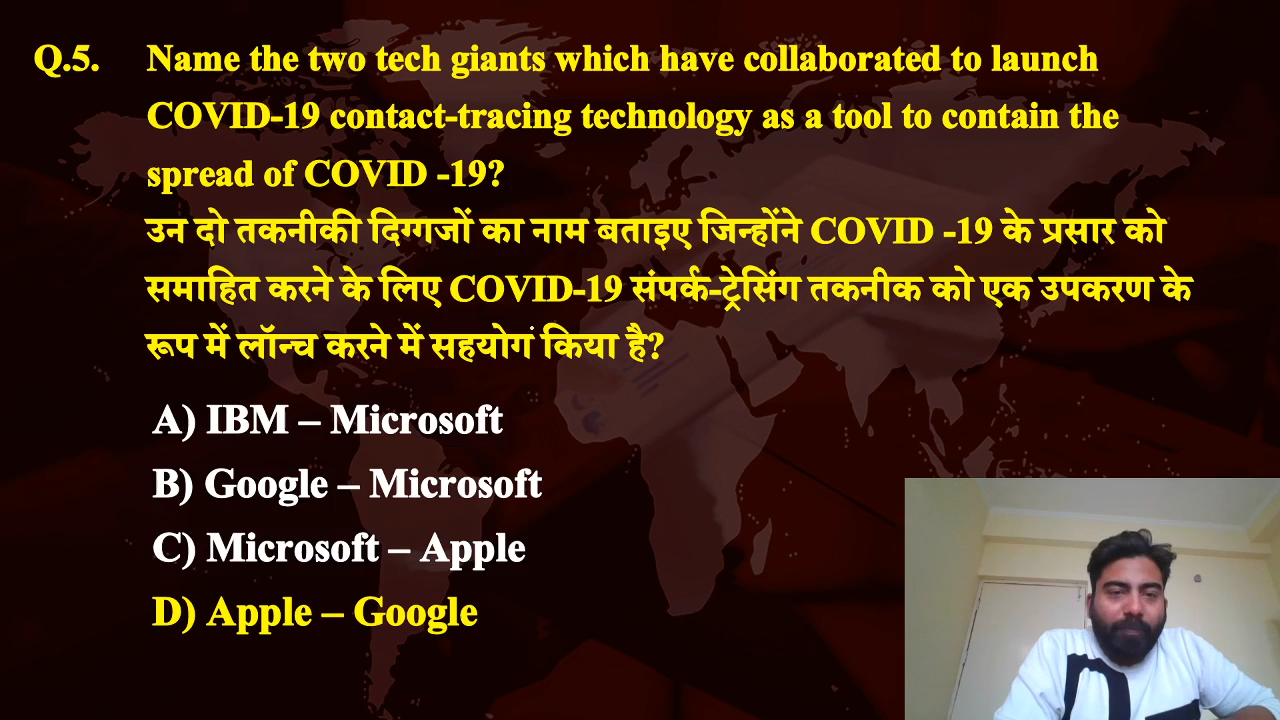 Q.5. Name the two tech giants which have collaborated to launch
COVID-19 contact-tracing technology as a tool to contain the
spread of COVID -19?
उन दो तकनीकी दिग्गजों का नाम बताइए जिन्होंने COVID -19 के प्रसार को
समाहित करने के लिए COVID-19 संपर्क-ट्रेसिंग तकनीक को एक उपकरण के
रूप में लॉन्च करने में सहयोगं किया है?
A) IBM – Microsoft
B) Google – Microsoft
C) Microsoft – Apple
D) Apple – Google